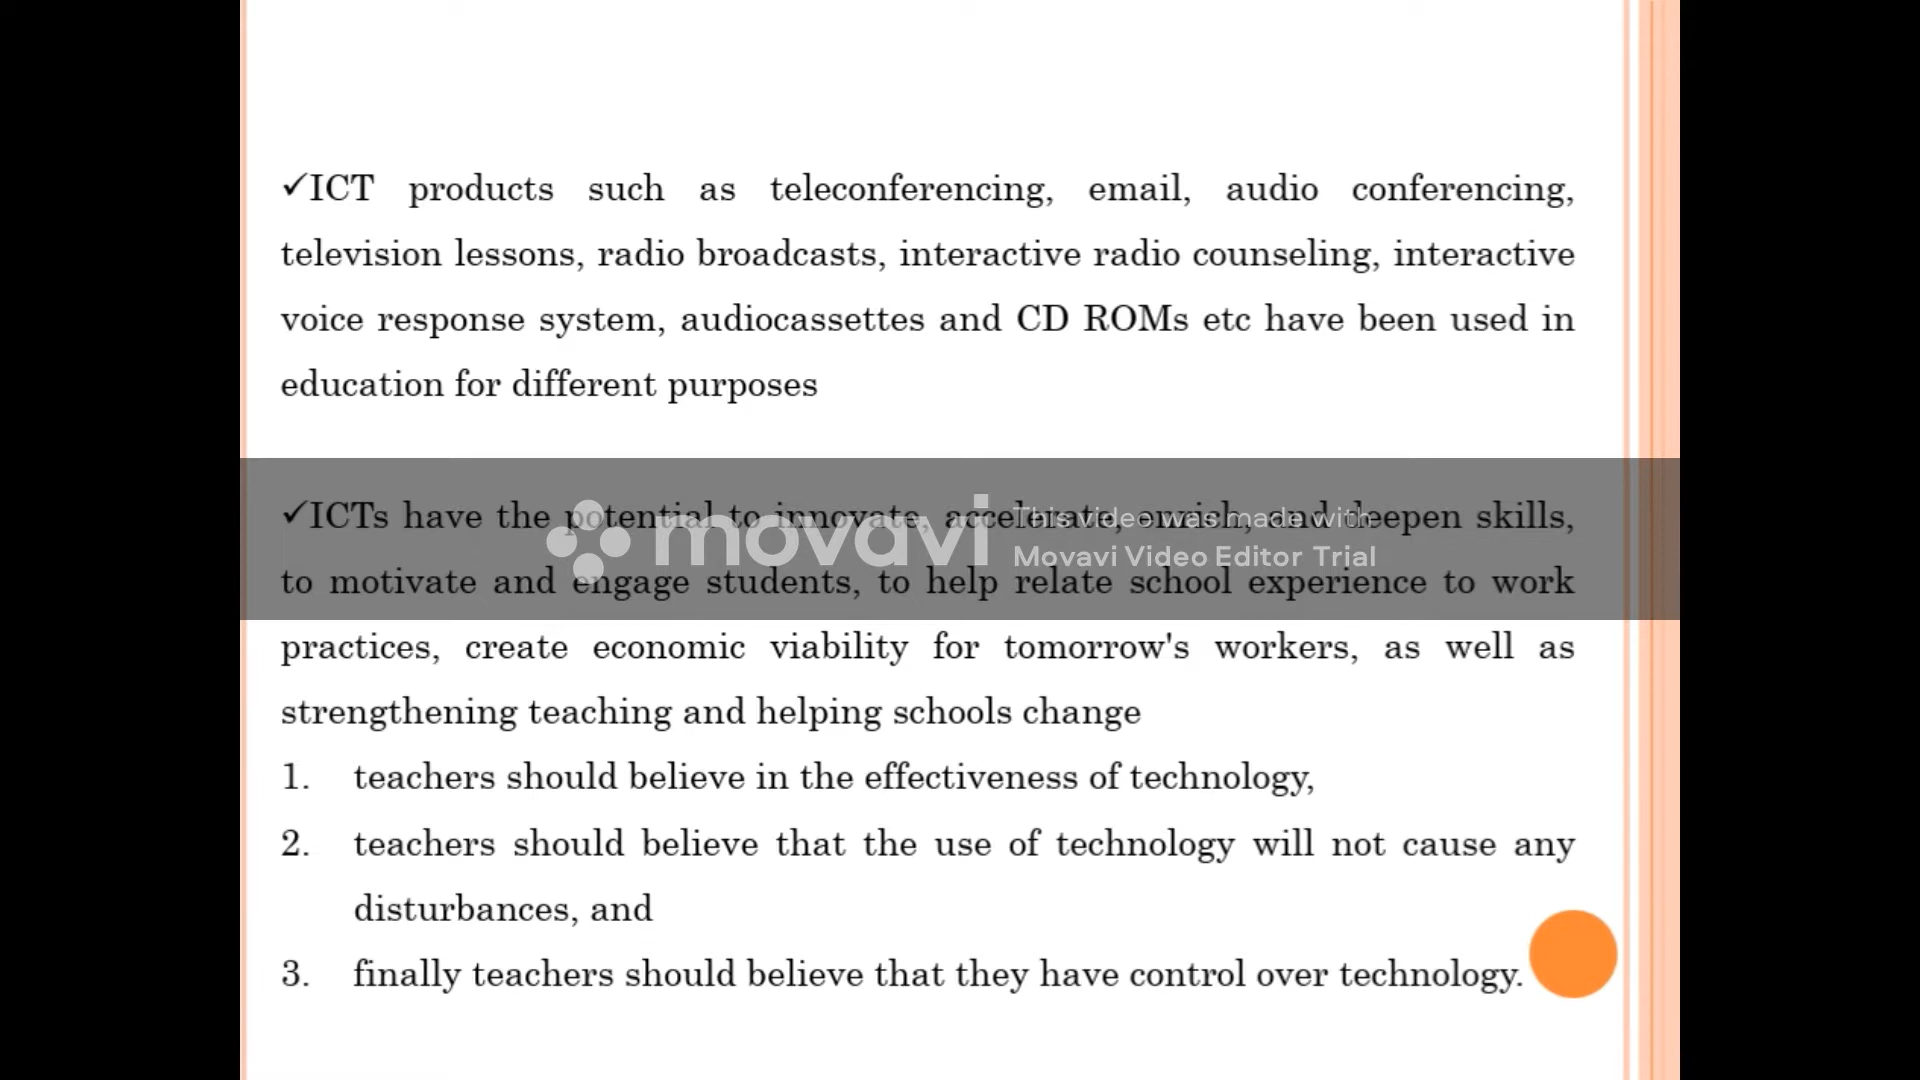 ✓ICT products such as teleconferencing, email, audio conferencing,
television lessons, radio broadcasts, interactive radio counseling, interactive
voice response system, audiocassettes and CD ROMs etc have been used in
education for different purposes
✓ICTs have the potential to innovate, accelerate, enrich, and deepen skills,
movavi
This video was made with
Movavi Video Editor Trial
to motivate and engage students, to help relate school experience to work
practices, create economic viability for tomorrow's workers, as well as
strengthening teaching and helping schools change
1. teachers should believe in the effectiveness of technology,
2. teachers should believe that the use of technology will not cause any
disturbances, and
3. finally teachers should believe that they have control over technology.